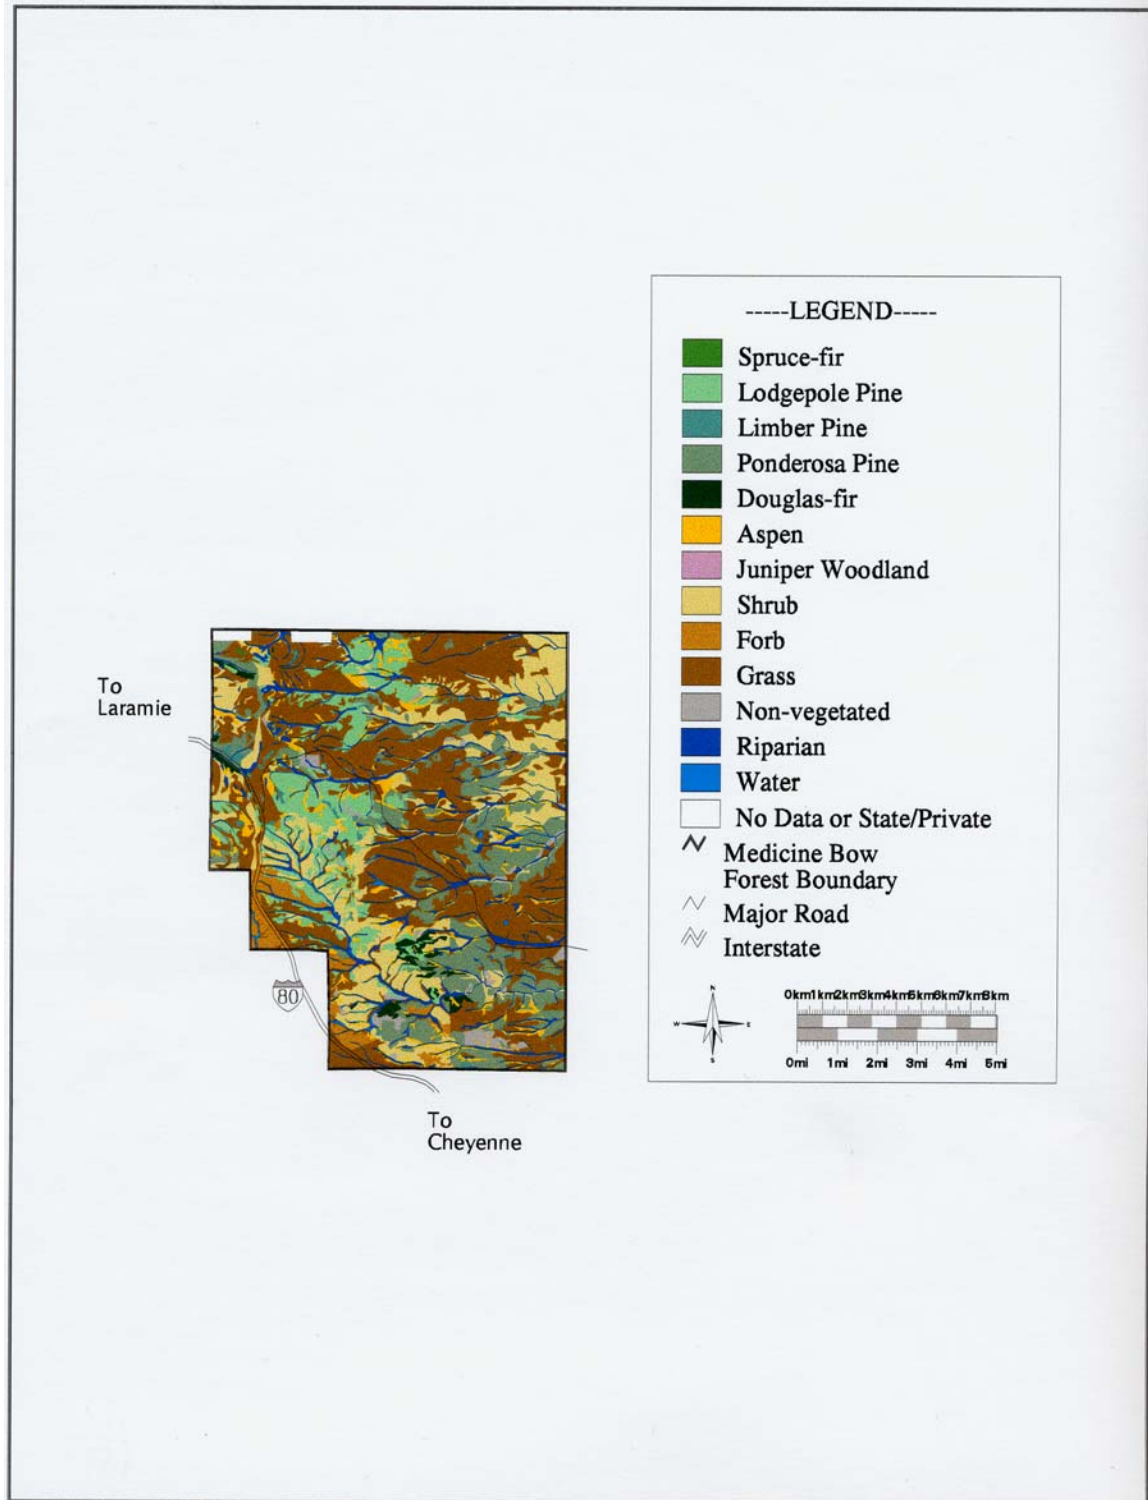 -----LEGEND-----
Spruce-fir
Lodgepole Pine
Limber Pine
Ponderosa Pine
Douglas-fir
Aspen
Juniper Woodland
Shrub
Forb
Grass
Non-vegetated
Riparian
Water
No Data or State/Private
Medicine Bow
Forest Boundary
Major Road
Interstate
N
W
E
S
0km1km2km3km4km5km6km7km8km
0mi 1mi 2mi 3mi 4mi 5mi
To
Laramie
80
To
Cheyenne